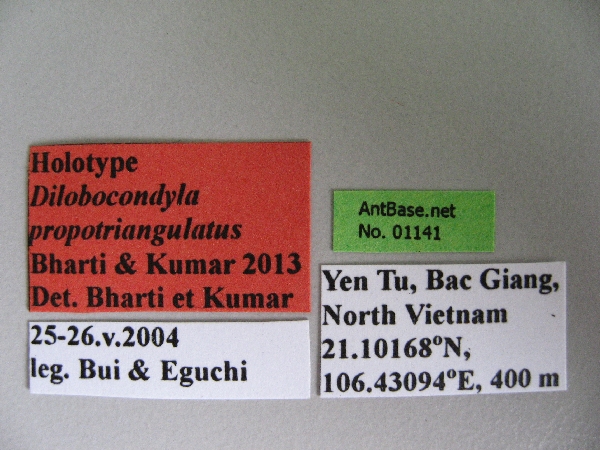 Holotype
Dilobocondyla
propotriangulatus
Bharti & Kumar 2013
Det. Bharti et Kumar
25-26.v.2004
leg. Bui & Eguchi
AntBase.net
No. 01141
Yen Tu, Bac Giang,
North Vietnam
21.10168ºN,
106.43094ºE, 400 m